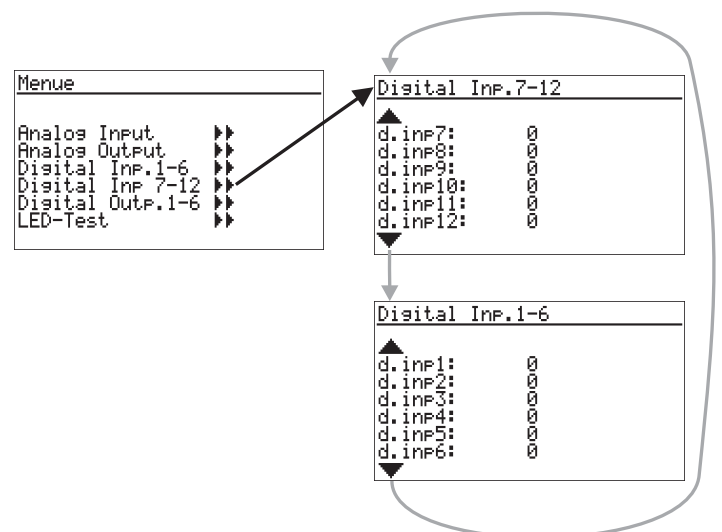 Menue
Analog Input
Analog Output
Digital Inp.1-6
Digital Inp 7-12
Digital Outp.1-6
LED-Test
Digital Inp.7-12
d.inp7: 0
d.inp8: 0
d.inp9: 0
d.inp10: 0
d.inp11: 0
d.inp12: 0
Digital Inp.1-6
d.inp1: 0
d.inp2: 0
d.inp3: 0
d.inp4: 0
d.inp5: 0
d.inp6: 0